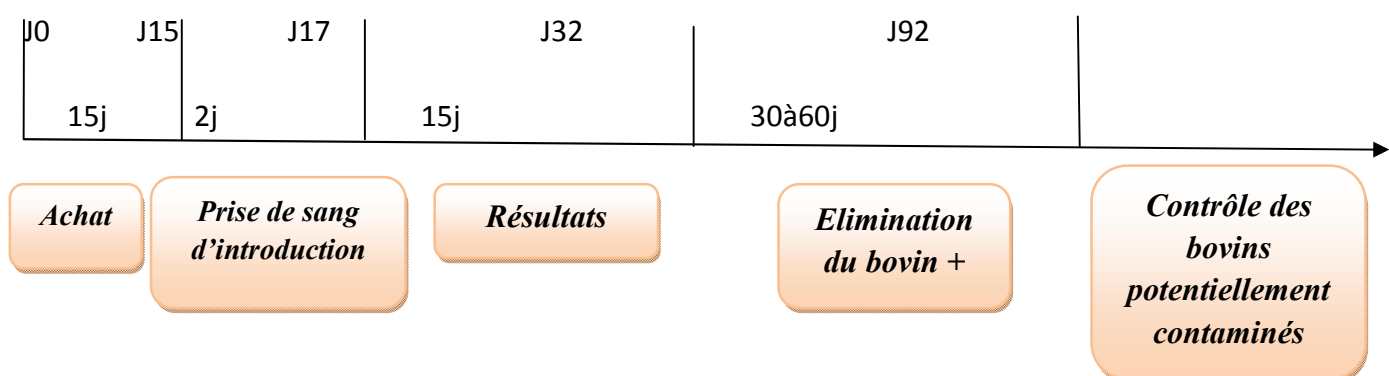 J0 J15 J17 J32 J92
15j 2j 15j 30à60j
Achat
Prise de sang
d’introduction
Résultats
Elimination
du bovin +
Contrôle des
bovins
potentiellement
contaminés